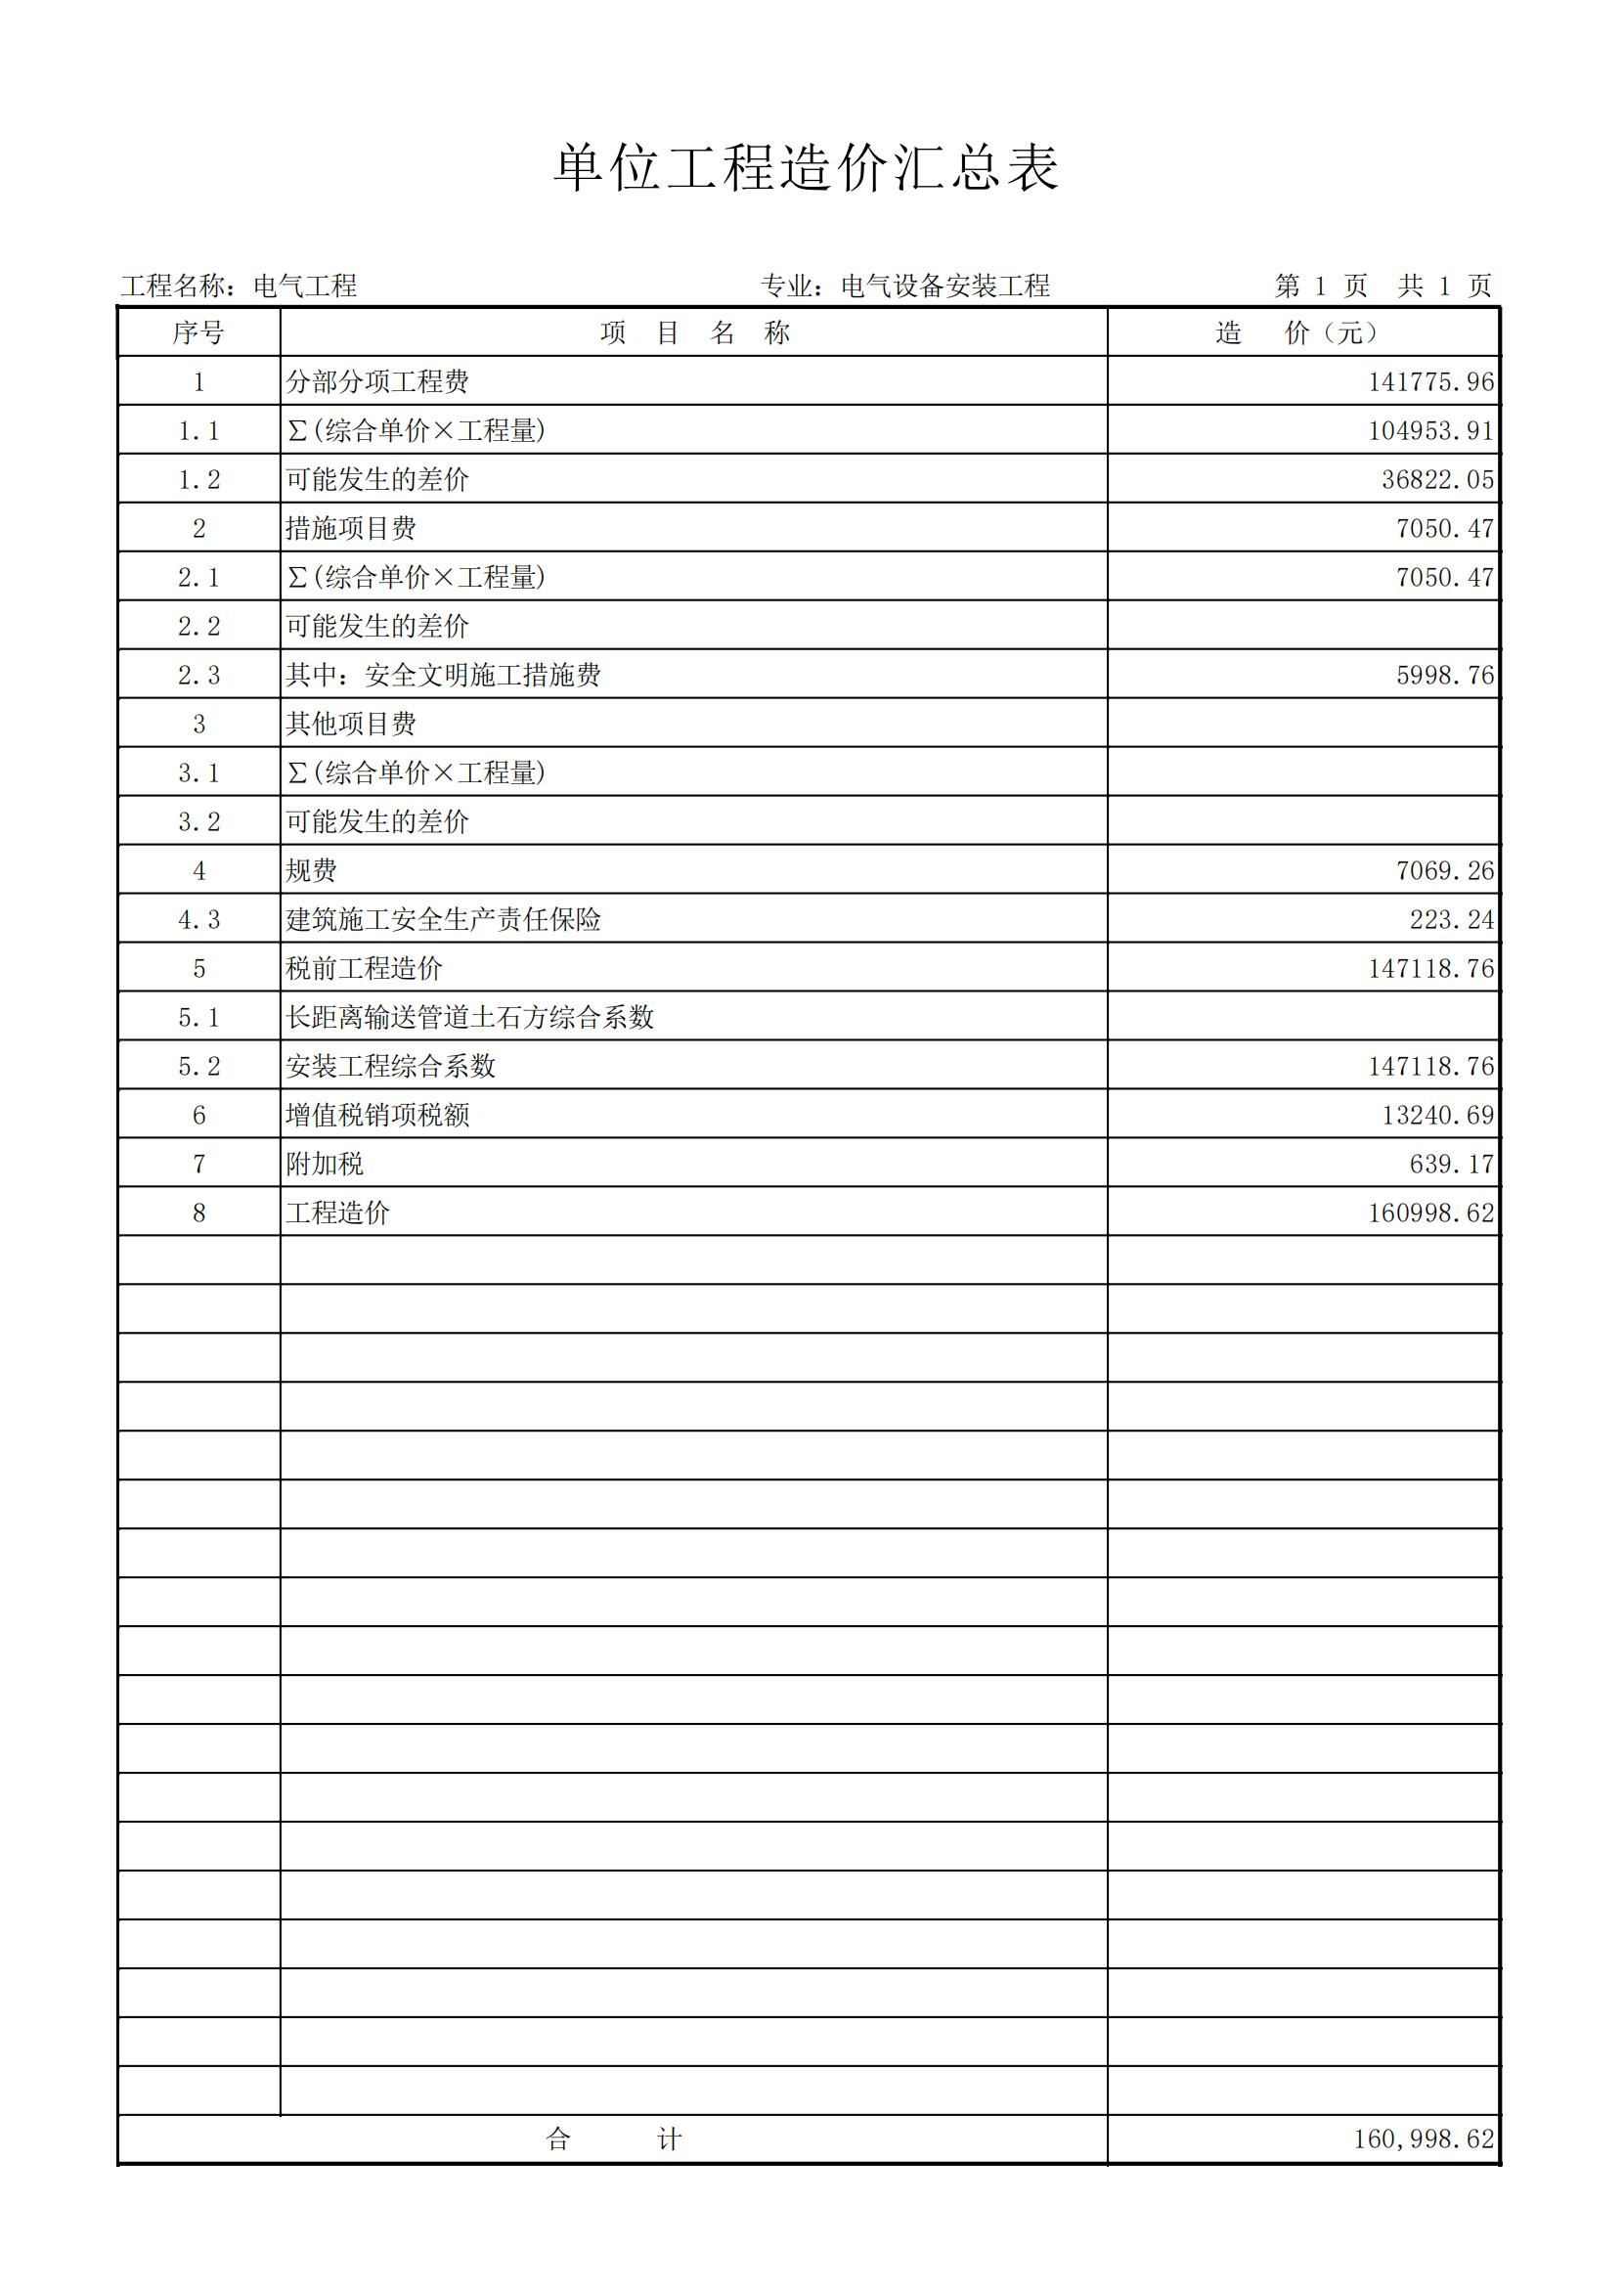 单位工程造价汇总表
工程名称：电气工程 专业：电气设备安装工程 第 1 页 共 1 页
序号 项 目 名 称 造 价（元）
1 分部分项工程费 141775.96
1.1 Σ(综合单价×工程量) 104953.91
1.2 可能发生的差价 36822.05
2 措施项目费 7050.47
2.1 Σ(综合单价×工程量) 7050.47
2.2 可能发生的差价
2.3 其中：安全文明施工措施费 5998.76
3 其他项目费
3.1 Σ(综合单价×工程量)
3.2 可能发生的差价
4 规费 7069.26
4.3 建筑施工安全生产责任保险 223.24
5 税前工程造价 147118.76
5.1 长距离输送管道土石方综合系数
5.2 安装工程综合系数 147118.76
6 增值税销项税额 13240.69
7 附加税 639.17
8 工程造价 160998.62
合 计 160,998.62